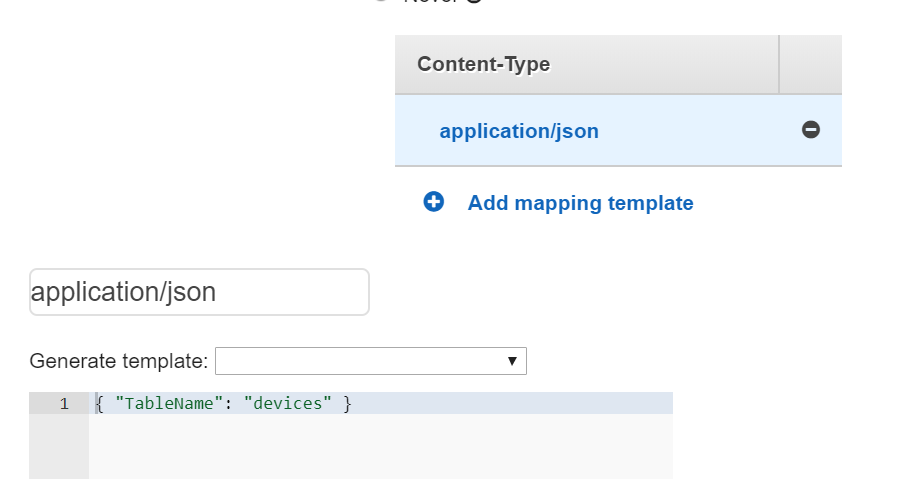 Content-Type
application/json
Add mapping template
application/json
Generate template:
1 { "TableName": "devices" }